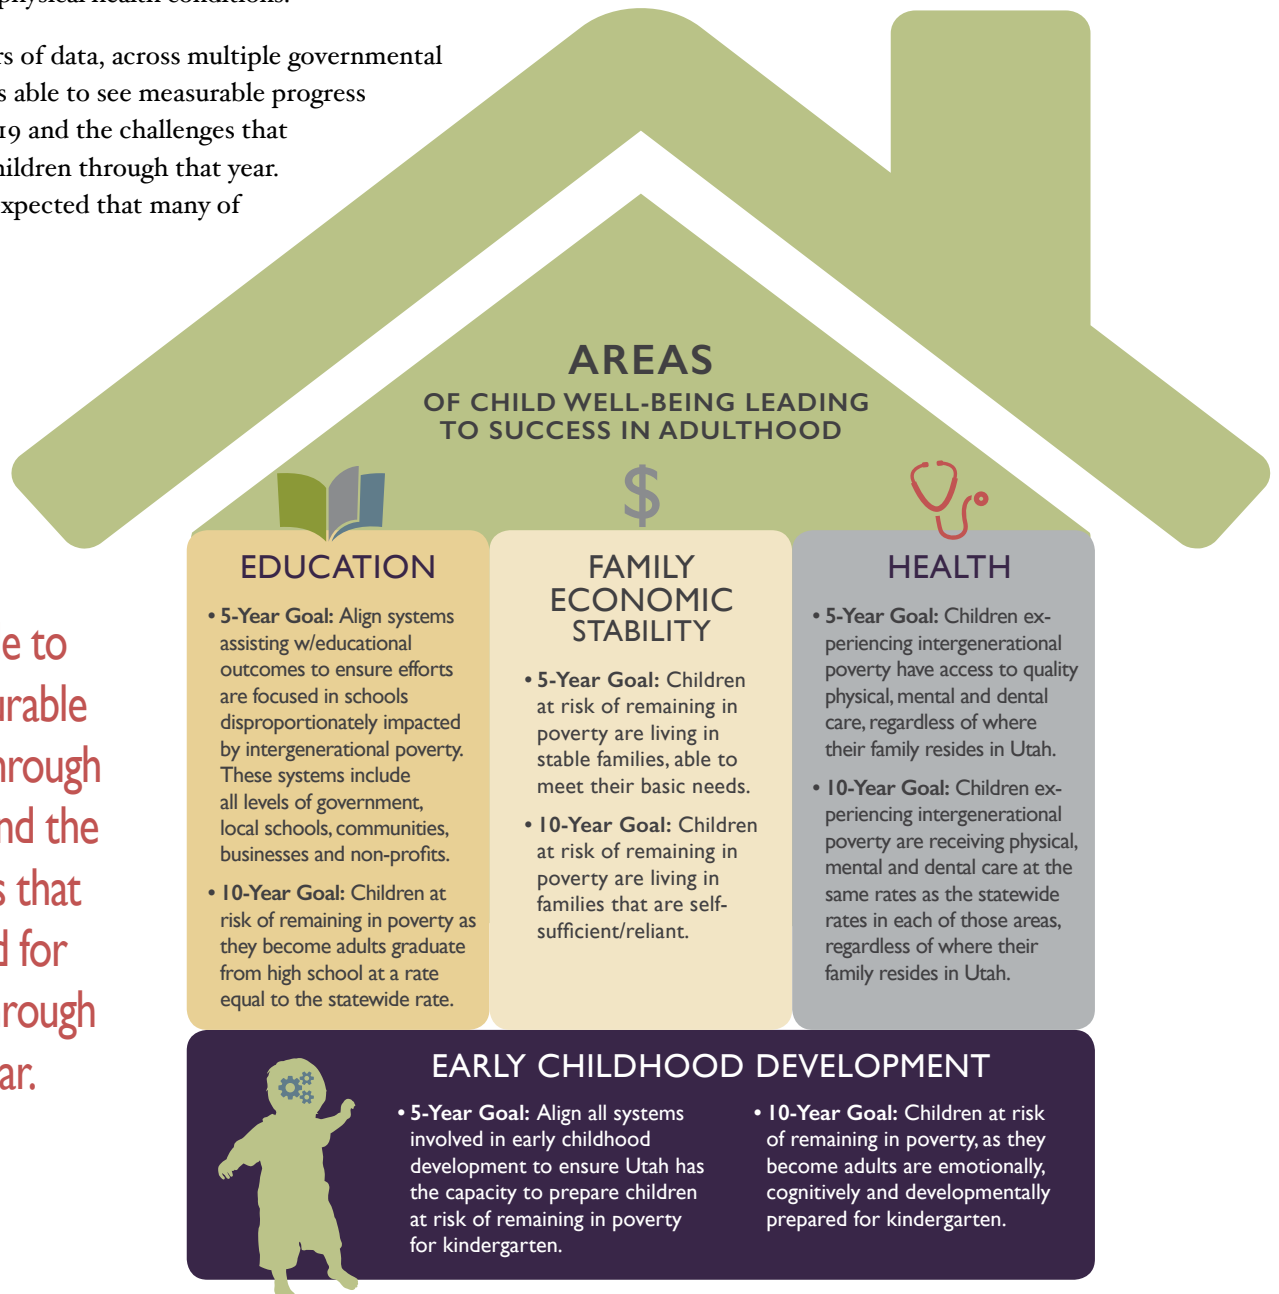 physical health conditions.
rs of data, across multiple governmental
s able to see measurable progress
19 and the challenges that
hildren through that year.
xpected that many of
AREAS
OF CHILD WELL-BEING LEADING
TO SUCCESS IN ADULTHOOD
$
e to
urable
hrough
nd the
s that
d for
rough
ar.
EDUCATION
• 5-Year Goal: Align systems
assisting w/educational
outcomes to ensure efforts
are focused in schools
disproportionately impacted
by intergenerational poverty.
These systems include
all levels of government,
local schools, communities,
businesses and non-profits.
• 10-Year Goal: Children at
risk of remaining in poverty as
they become adults graduate
from high school at a rate
equal to the statewide rate.
FAMILY
ECONOMIC
STABILITY
• 5-Year Goal: Children
at risk of remaining in
poverty are living in
stable families, able to
meet their basic needs.
• 10-Year Goal: Children
at risk of remaining in
poverty are living in
families that are self-
sufficient/reliant.
HEALTH
• 5-Year Goal: Children ex-
periencing intergenerational
poverty have access to quality
physical, mental and dental
care, regardless of where
their family resides in Utah.
• 10-Year Goal: Children ex-
periencing intergenerational
poverty are receiving physical,
mental and dental care at the
same rates as the statewide
rates in each of those areas,
regardless of where their
family resides in Utah.
EARLY CHILDHOOD DEVELOPMENT
• 5-Year Goal: Align all systems
involved in early childhood
development to ensure Utah has
the capacity to prepare children
at risk of remaining in poverty
for kindergarten.
• 10-Year Goal: Children at risk
of remaining in poverty, as they
become adults are emotionally,
cognitively and developmentally
prepared for kindergarten.